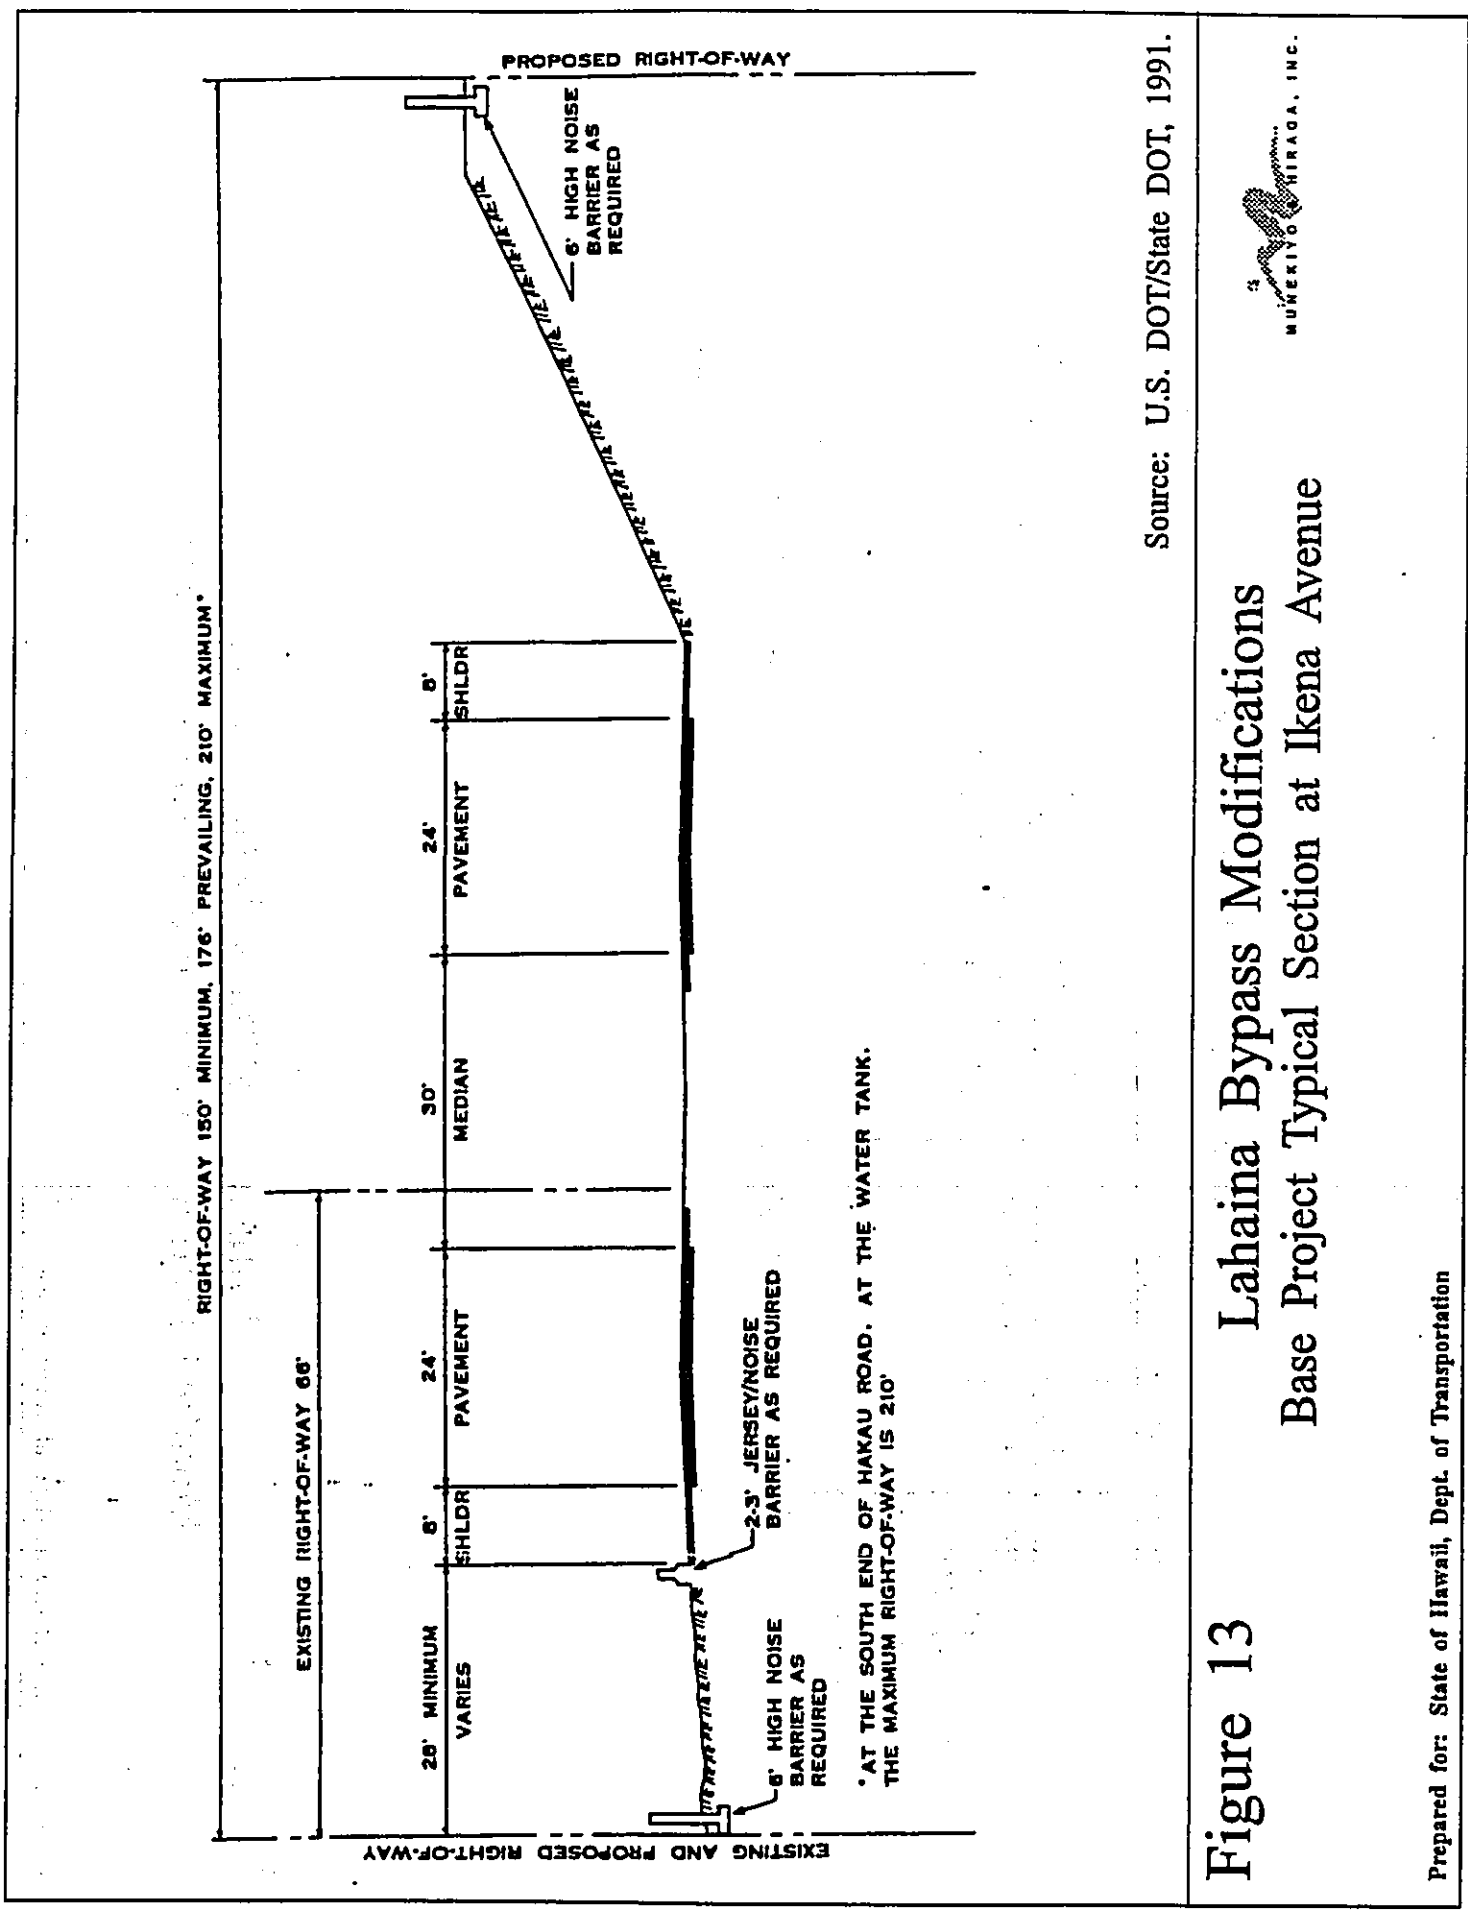 RIGHT-OF-WAY 150' MINIMUM, 176' PREVAILING, 210' MAXIMUM*
EXISTING RIGHT-OF-WAY 66'
28' MINIMUM
VARIES
8'
SHLDR
24'
PAVEMENT
30'
MEDIAN
24'
PAVEMENT
8'
SHLDR
EXISTING AND PROPOSED RIGHT-OF-WAY
PROPOSED RIGHT-OF-WAY
6' HIGH NOISE
BARRIER AS
REQUIRED
6' HIGH NOISE
BARRIER AS
REQUIRED
2-3' JERSEY/NOISE
BARRIER AS REQUIRED
*AT THE SOUTH END OF HAKAU ROAD, AT THE WATER TANK.
THE MAXIMUM RIGHT-OF-WAY IS 210'
Source: U.S. DOT/State DOT, 1991.
Figure 13
Lahaina Bypass Modifications
Base Project Typical Section at Ikena Avenue
MUNEKIYO & HIRAGA, INC.
Prepared for: State of Hawaii, Dept. of Transportation